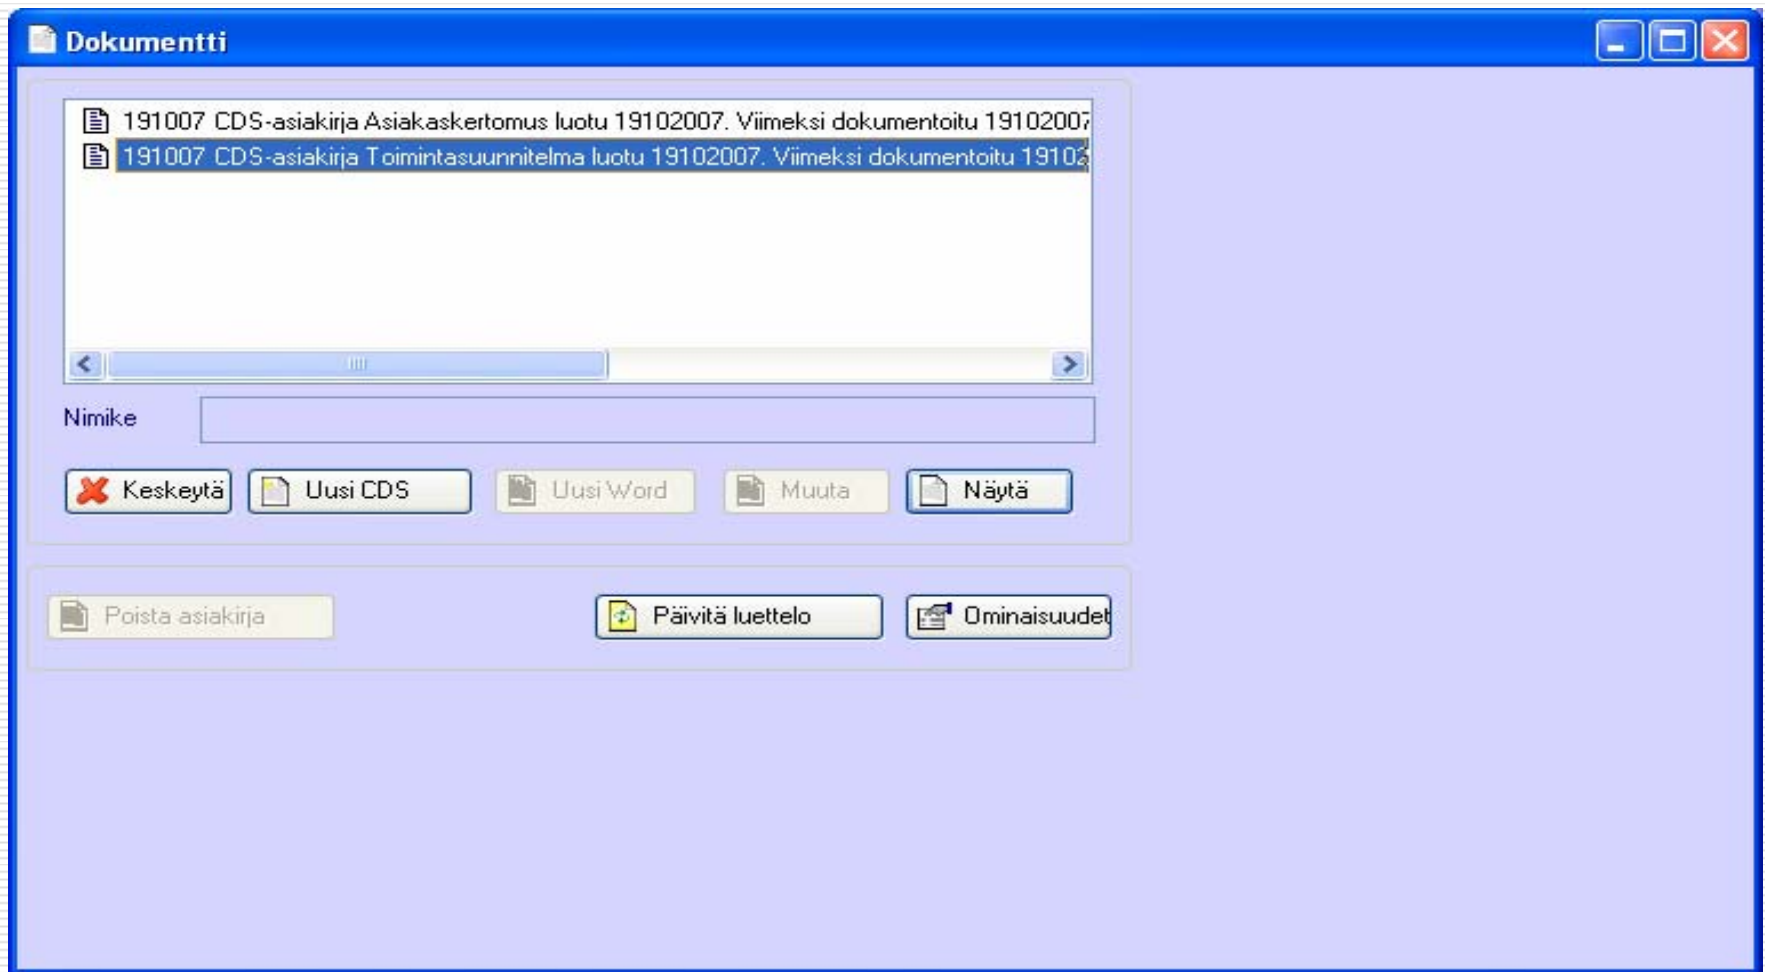 Dokumentti
191007 CDS-asiakirja Asiakaskertomus luotu 19102007. Viimeksi dokumentoitu 19102007
191007 CDS-asiakirja Toimintasuunnitelma luotu 19102007. Viimeksi dokumentoitu 19102
Nimike
Keskeytä Uusi CDS Uusi Word Muuta Näytä
Poista asiakirja Päivitä luettelo Ominaisuudet